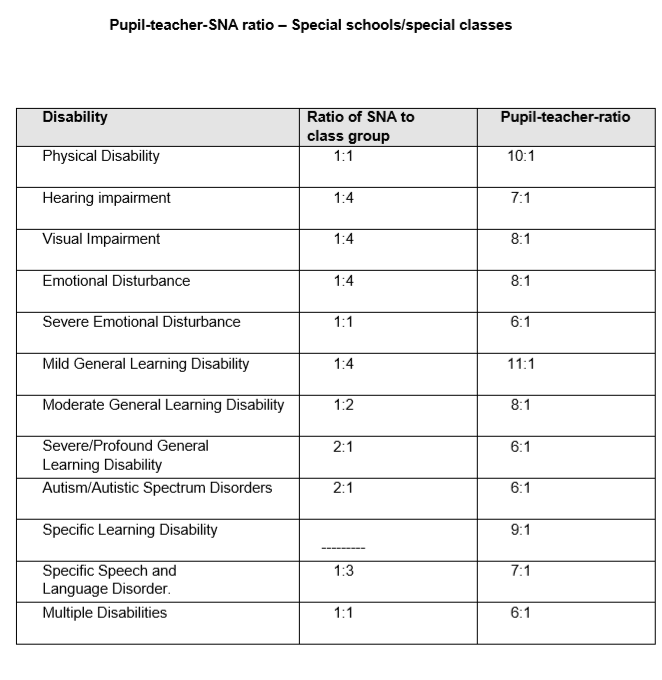 Pupil-teacher-SNA ratio – Special schools/special classes
Disability Ratio of SNA to Pupil-teacher-ratio
class group
Physical Disability 1:1 10:1
Hearing impairment 1:4 7:1
Visual Impairment 1:4 8:1
Emotional Disturbance 1:4 8:1
Severe Emotional Disturbance 1:1 6:1
Mild General Learning Disability 1:4 11:1
Moderate General Learning Disability 1:2 8:1
Severe/Profound General 2:1 6:1
Learning Disability
Autism/Autistic Spectrum Disorders 2:1 6:1
Specific Learning Disability 9:1
---------
Specific Speech and 1:3 7:1
Language Disorder.
Multiple Disabilities 1:1 6:1